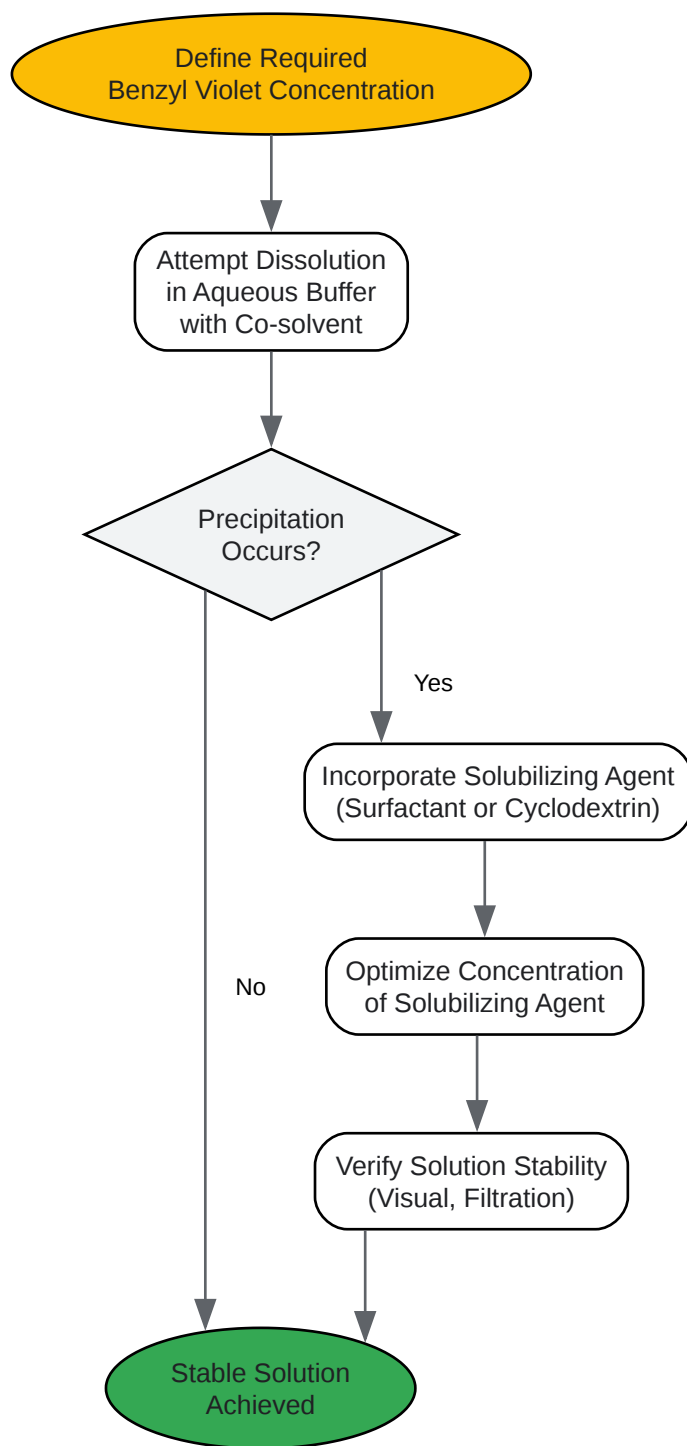 Define Required
Benzyl Violet Concentration
Attempt Dissolution
in Aqueous Buffer
with Co-solvent
Precipitation
Occurs?
Yes
Incorporate Solubilizing Agent
(Surfactant or Cyclodextrin)
Optimize Concentration
of Solubilizing Agent
No
Verify Solution Stability
(Visual, Filtration)
Stable Solution
Achieved